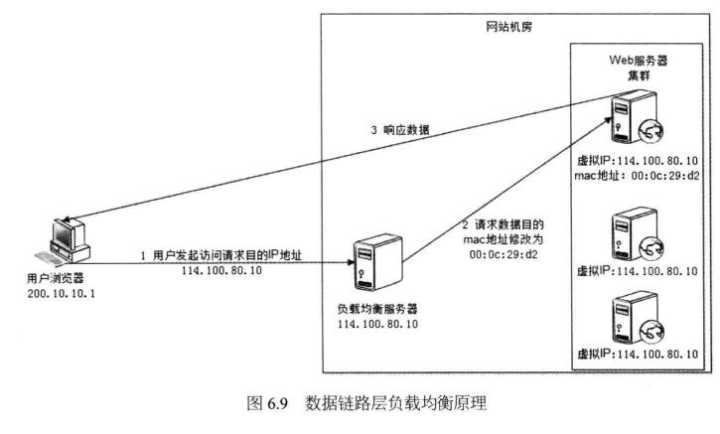 网站机房
Web服务器
集群
3 响应数据
虚拟IP:114.100.80.10
mac地址: 00:0c:29:d2
2 请求数据目的
mac地址修改为
00:0c:29:d2
1 用户发起访问请求目的IP地址
114.100.80.10
用户浏览器
200.10.10.1
负载均衡服务器
114.100.80.10
虚拟IP:114.100.80.10
虚拟IP:114.100.80.10
图 6.9 数据链路层负载均衡原理